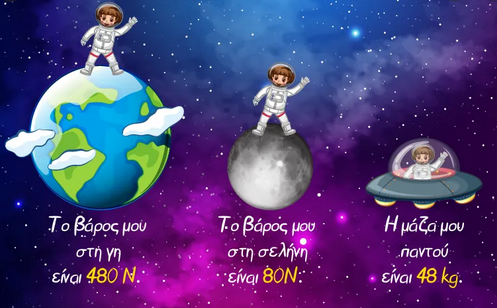 Το βάρος μου
στη γη
είναι 480 N.
Το βάρος μου
στη σελήνη
είναι 80N.
Η μάζα μου
παντού
είναι 48 kg.